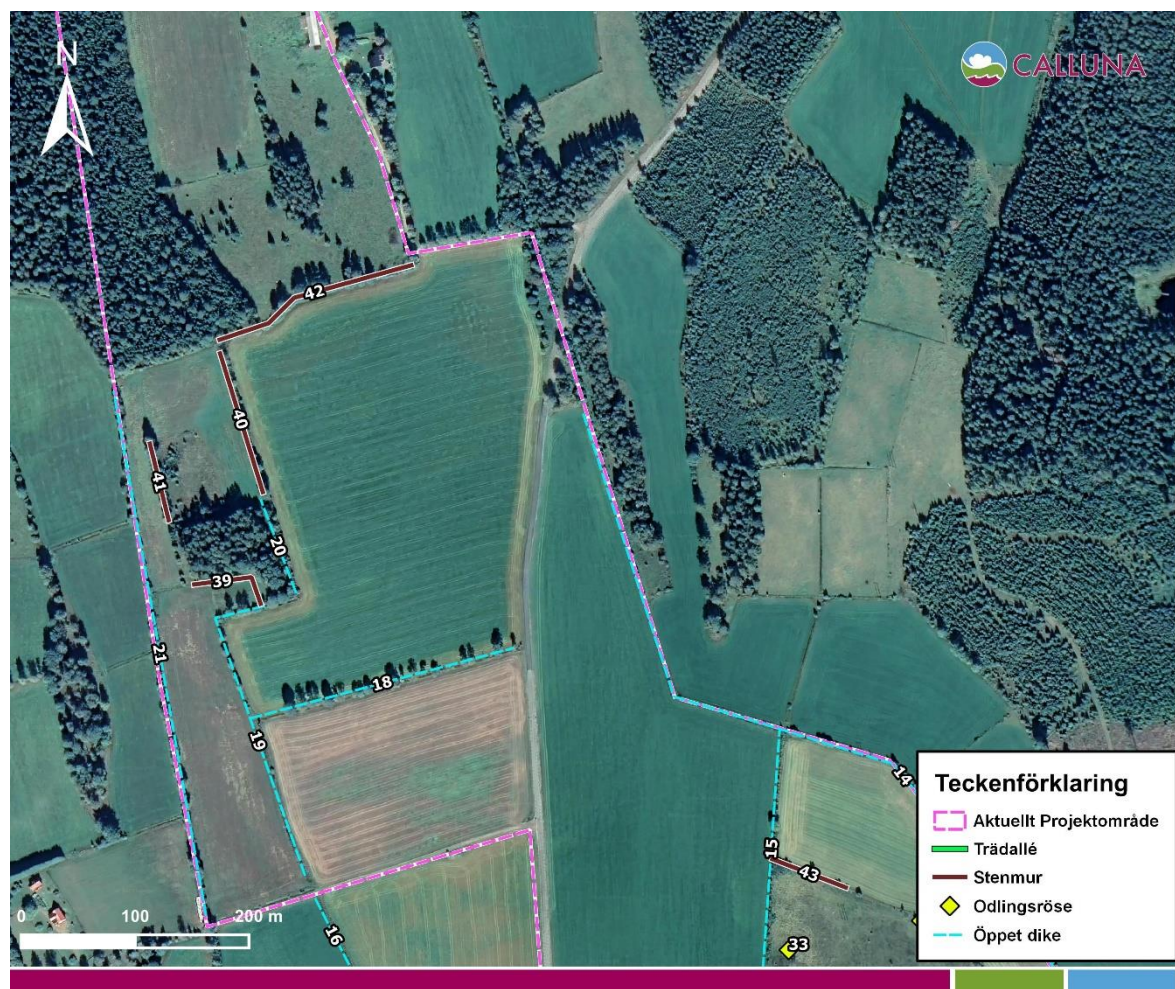 N
CALLUNA
42
40
41
20
39
21
18
19
14
15
43
16
33
0 100 200 m
Teckenförklaring
Aktuellt Projektområde
Trädallé
Stenmur
Odlingsröse
Öppet dike